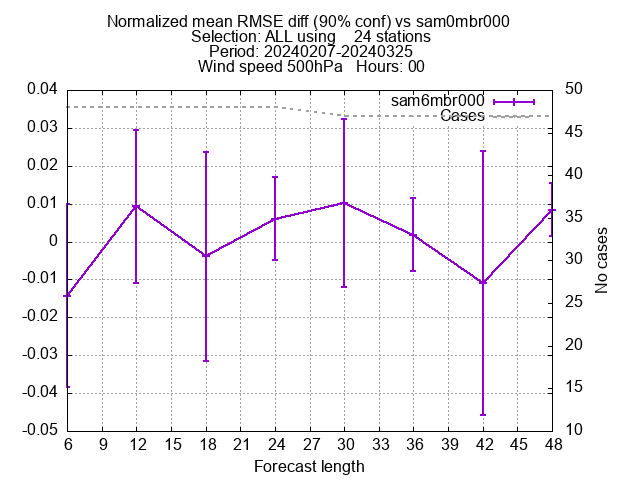 Normalized mean RMSE diff (90% conf) vs sam0mbr000
Selection: ALL using    24 stations
Period: 20240207-20240325
Wind speed 500hPa   Hours: 00
sam6mbr000
Cases
0.04
0.03
0.02
0.01
0
-0.01
-0.02
-0.03
-0.04
-0.05
50
45
40
35
30
25
20
15
10
No cases
6 9 12 15 18 21 24 27 30 33 36 39 42 45 48
Forecast length